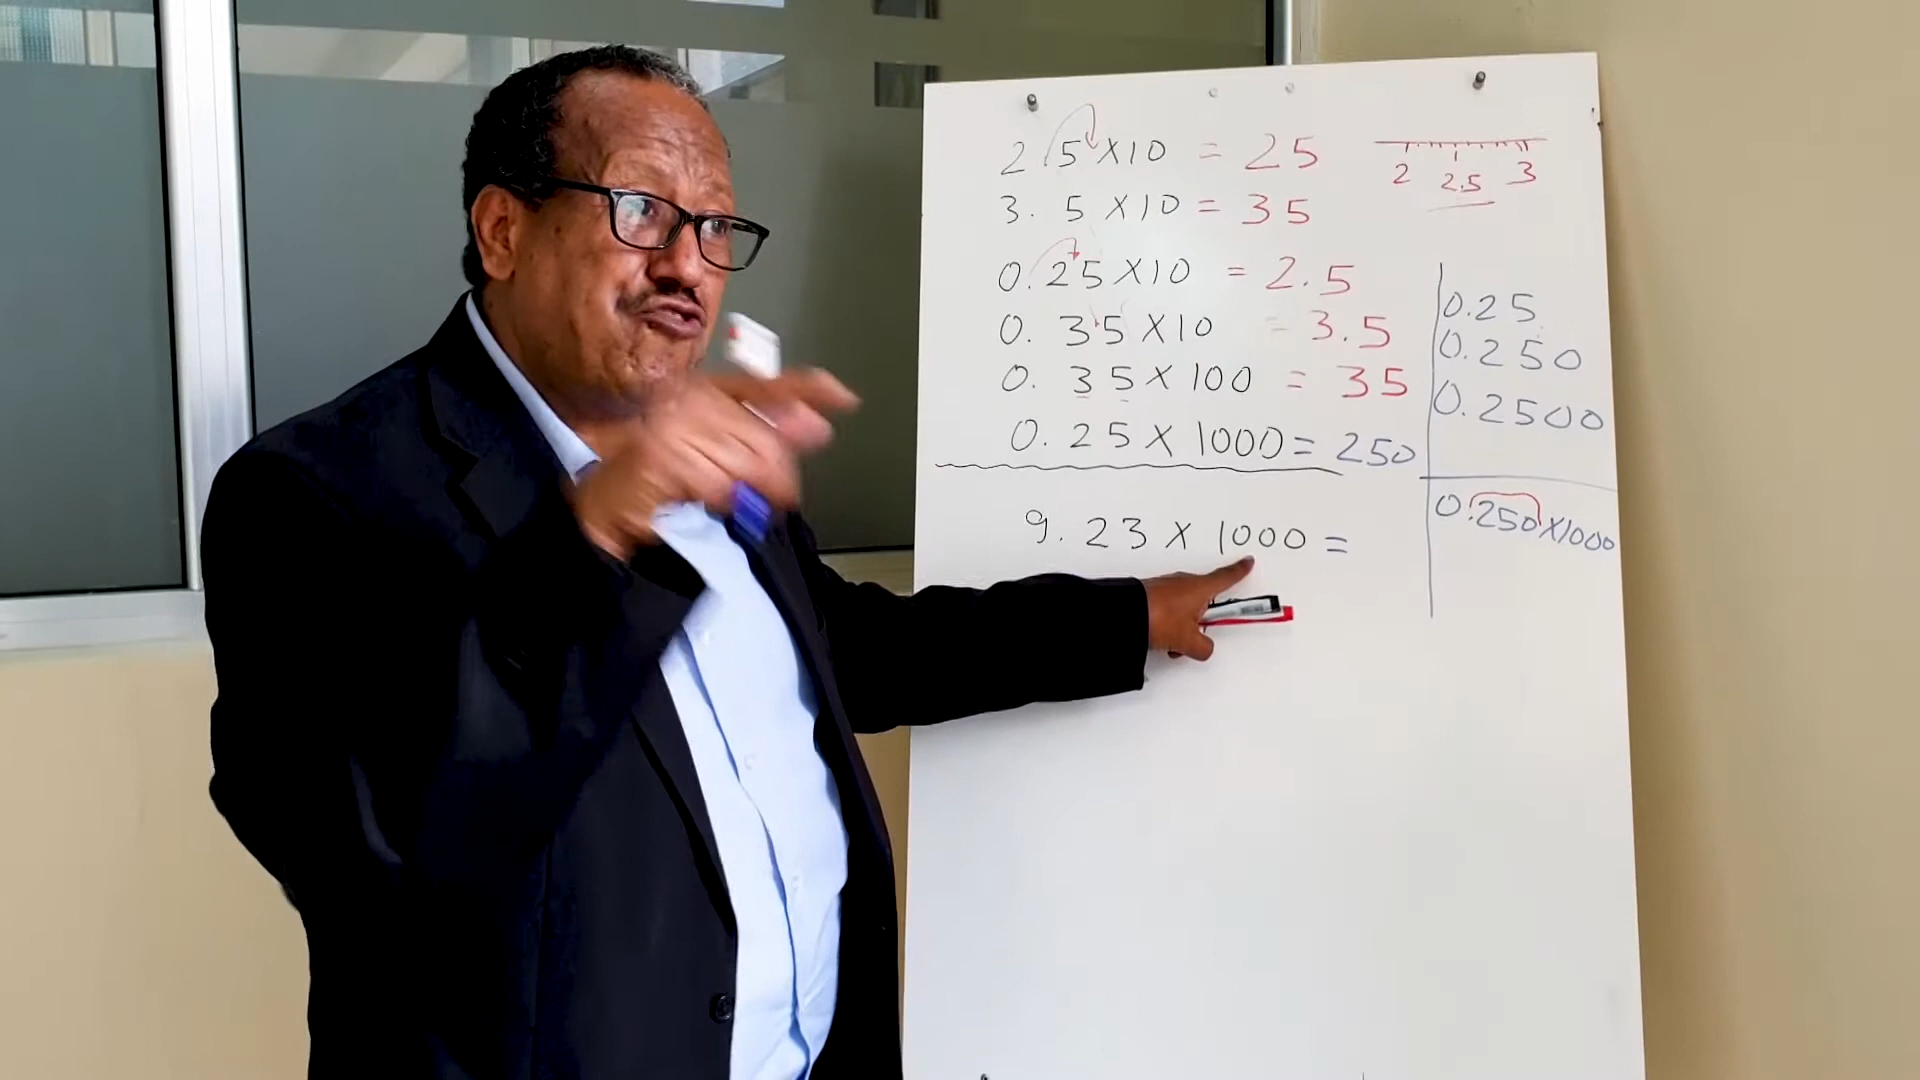 2.5 × 10 = 25
2 2.5 3
3. 5 × 10 = 35
0.25 × 10 = 2.5
0. 35 × 10 = 3.5
0. 35 × 100 = 35
0. 25 × 1000 = 250
0.25
0.250
0.2500
9. 23 × 1000 =
0.250 × 1000